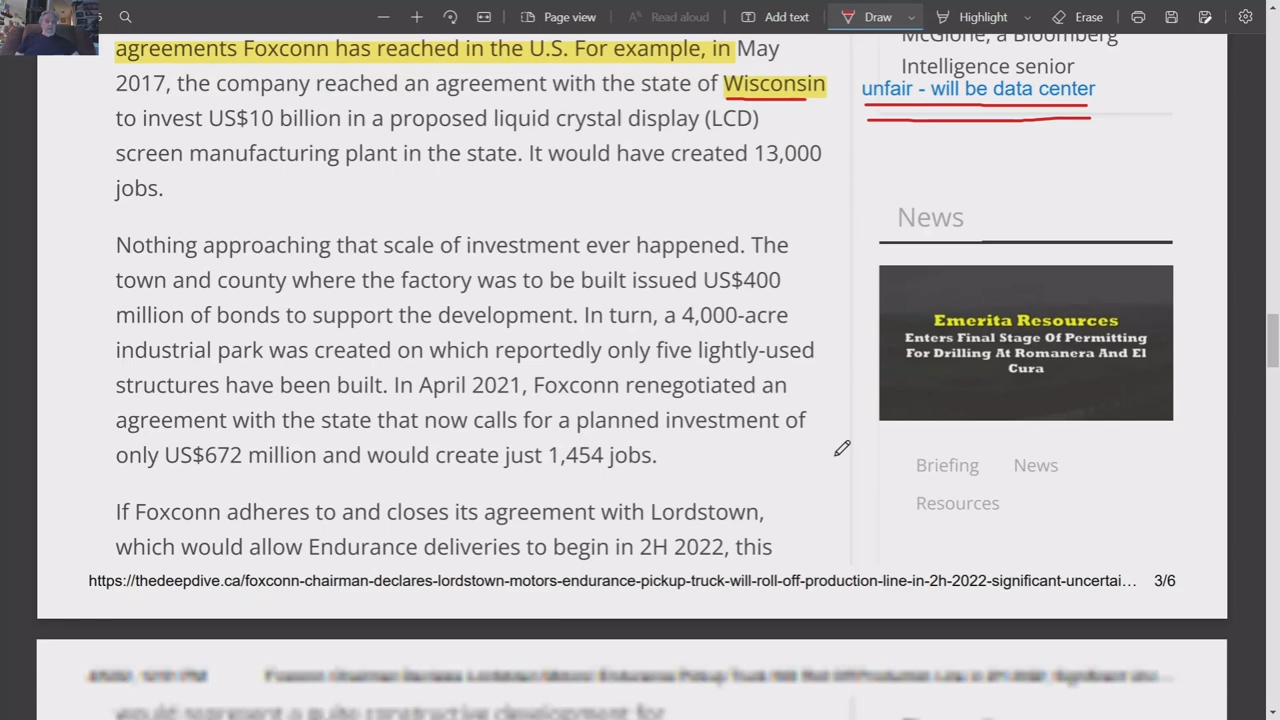 5
Page view
Read aloud
Add text
Draw
Highlight
Erase
agreements Foxconn has reached in the U.S. For example, in May
2017, the company reached an agreement with the state of Wisconsin
to invest US$10 billion in a proposed liquid crystal display (LCD)
screen manufacturing plant in the state. It would have created 13,000
jobs.
Nothing approaching that scale of investment ever happened. The
town and county where the factory was to be built issued US$400
million of bonds to support the development. In turn, a 4,000-acre
industrial park was created on which reportedly only five lightly-used
structures have been built. In April 2021, Foxconn renegotiated an
agreement with the state that now calls for a planned investment of
only US$672 million and would create just 1,454 jobs.
If Foxconn adheres to and closes its agreement with Lordstown,
which would allow Endurance deliveries to begin in 2H 2022, this
McGlone, a Bloomberg
Intelligence senior
unfair - will be data center
News
Emerita Resources
Enters Final Stage Of Permitting
For Drilling At Romanera And El
Cura
Briefing News
Resources
https://thedeepdive.ca/foxconn-chairman-declares-lordstown-motors-endurance-pickup-truck-will-roll-off-production-line-in-2h-2022-significant-uncertai... 3/6
would represent a quite constructive development for